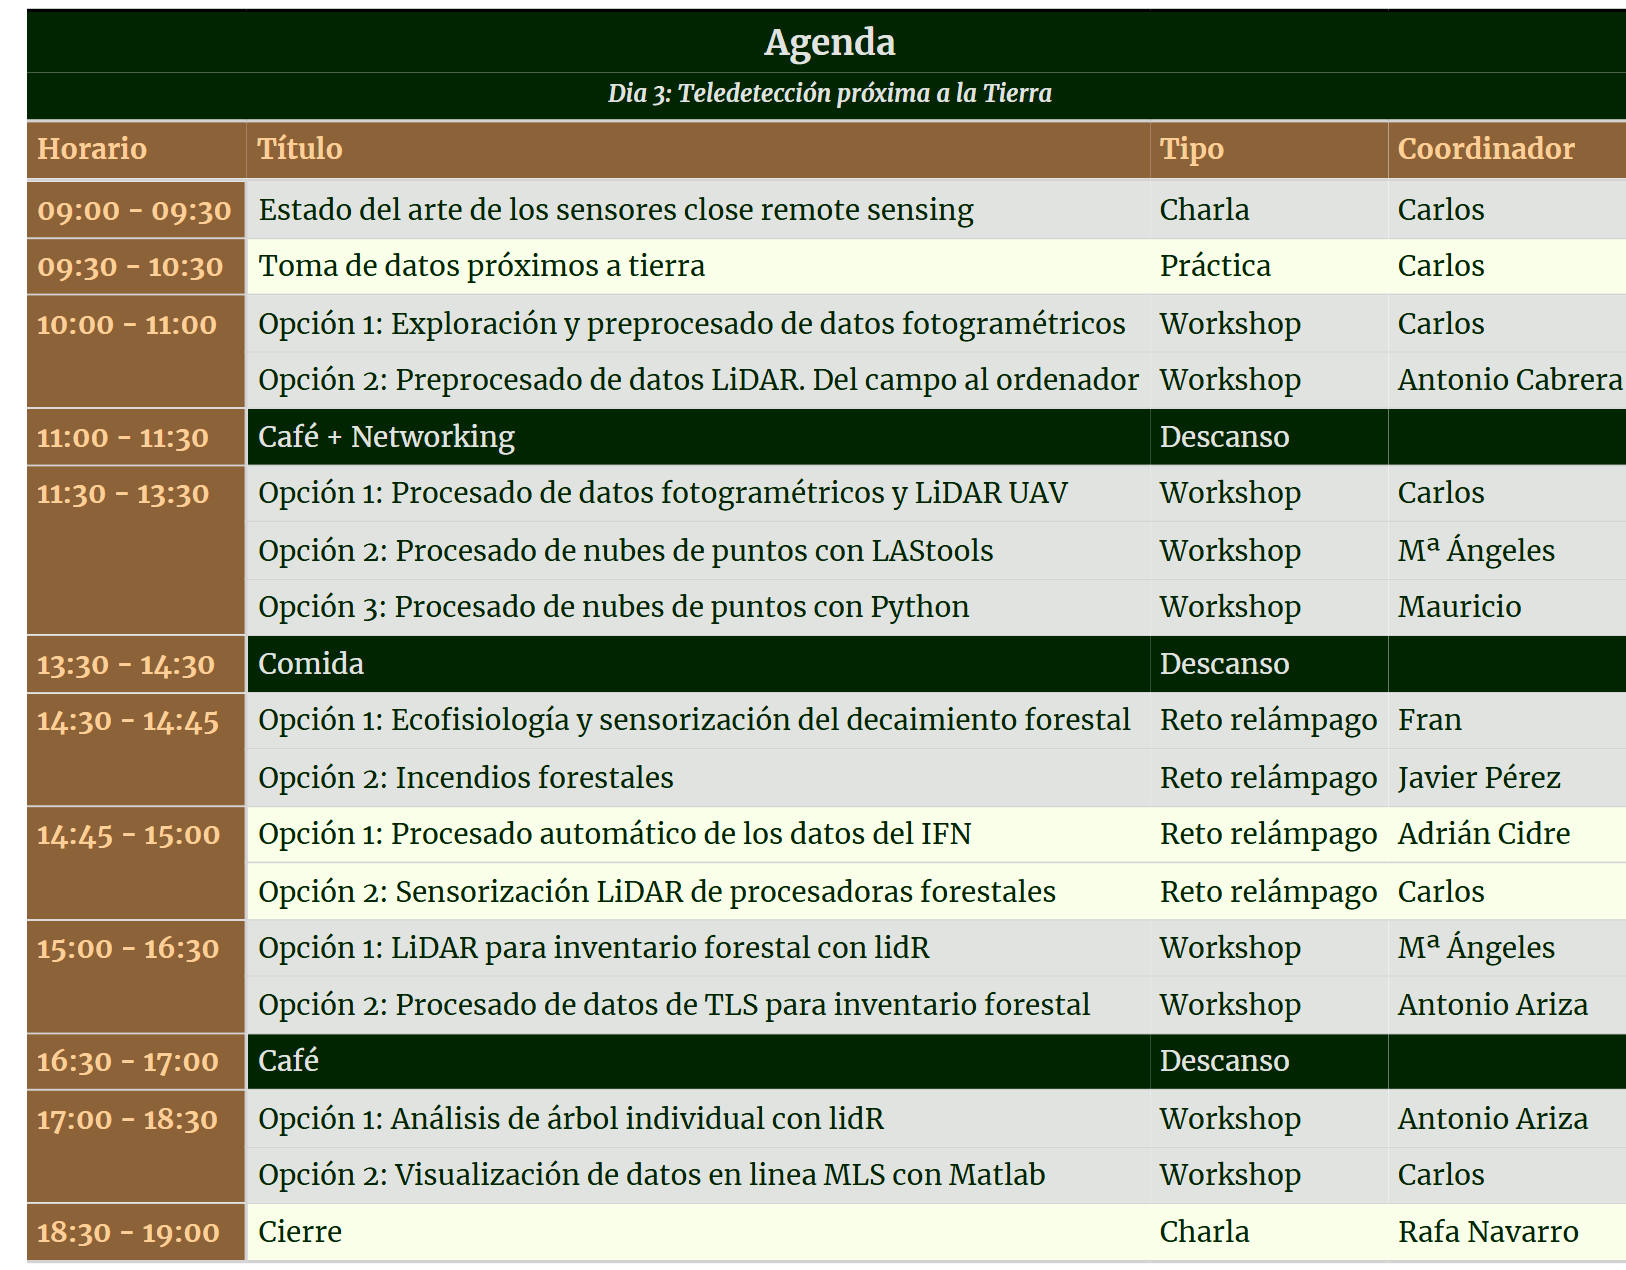 Agenda
Dia 3: Teledetección próxima a la Tierra
Horario Título Tipo Coordinador
09:00 - 09:30 Estado del arte de los sensores close remote sensing Charla Carlos
09:30 - 10:30 Toma de datos próximos a tierra Práctica Carlos
10:00 - 11:00 Opción 1: Exploración y preprocesado de datos fotogramétricos Workshop Carlos
Opción 2: Preprocesado de datos LiDAR. Del campo al ordenador Workshop Antonio Cabrera
11:00 - 11:30 Café + Networking Descanso
11:30 - 13:30 Opción 1: Procesado de datos fotogramétricos y LiDAR UAV Workshop Carlos
Opción 2: Procesado de nubes de puntos con LAStools Workshop Mª Ángeles
Opción 3: Procesado de nubes de puntos con Python Workshop Mauricio
13:30 - 14:30 Comida Descanso
14:30 - 14:45 Opción 1: Ecofisiología y sensorización del decaimiento forestal Reto relámpago Fran
Opción 2: Incendios forestales Reto relámpago Javier Pérez
14:45 - 15:00 Opción 1: Procesado automático de los datos del IFN Reto relámpago Adrián Cidre
Opción 2: Sensorización LiDAR de procesadoras forestales Reto relámpago Carlos
15:00 - 16:30 Opción 1: LiDAR para inventario forestal con lidR Workshop Mª Ángeles
Opción 2: Procesado de datos de TLS para inventario forestal Workshop Antonio Ariza
16:30 - 17:00 Café Descanso
17:00 - 18:30 Opción 1: Análisis de árbol individual con lidR Workshop Antonio Ariza
Opción 2: Visualización de datos en linea MLS con Matlab Workshop Carlos
18:30 - 19:00 Cierre Charla Rafa Navarro